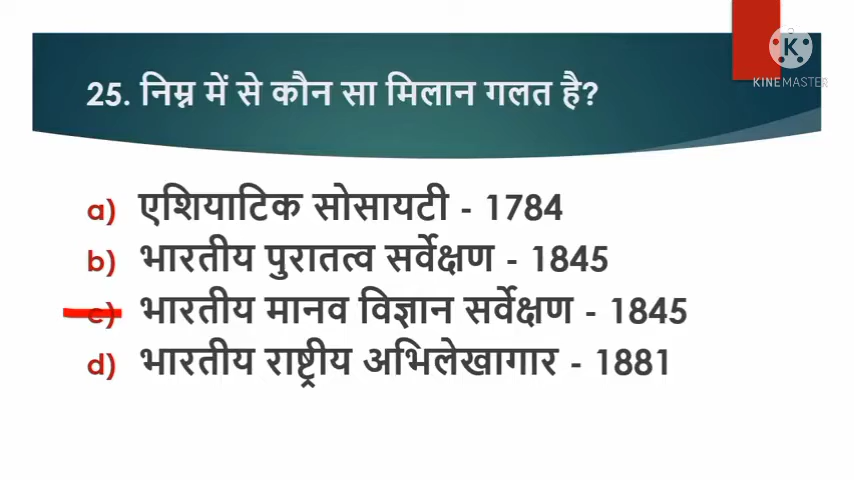 KINEMASTER
25. निम्न में से कौन सा मिलान गलत है?
a) एशियाटिक सोसायटी - 1784
b) भारतीय पुरातत्व सर्वेक्षण - 1845
c) भारतीय मानव विज्ञान सर्वेक्षण - 1845
d) भारतीय राष्ट्रीय अभिलेखागार - 1881